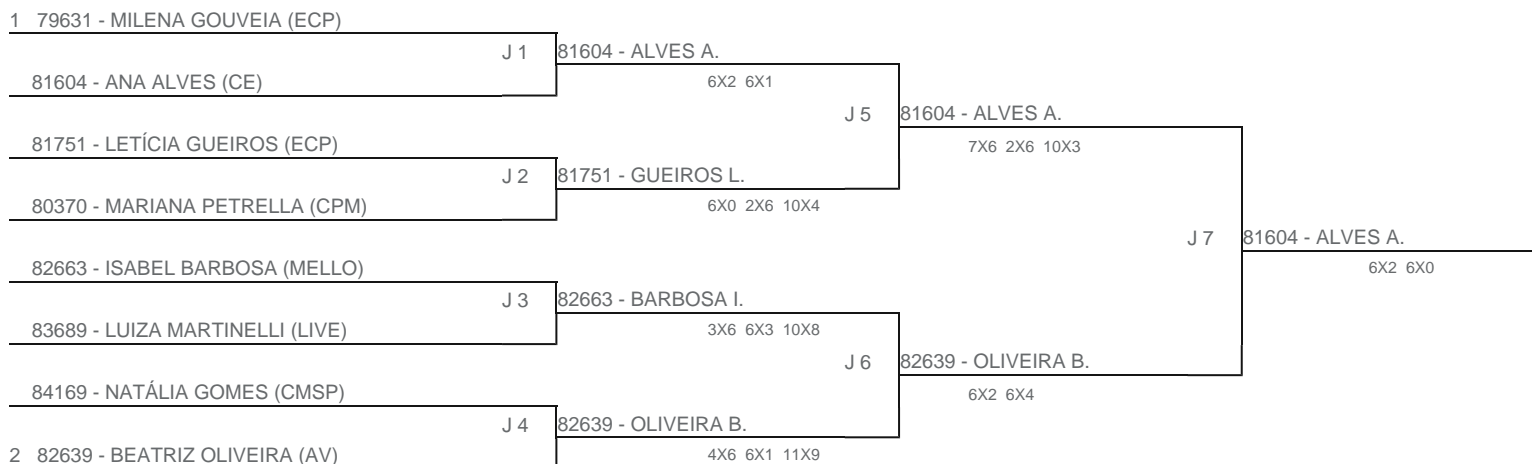 1 79631 - MILENA GOUVEIA (ECP)
J 1 81604 - ALVES A.
81604 - ANA ALVES (CE)
6X2 6X1
J 5 81604 - ALVES A.
81751 - LETÍCIA GUEIROS (ECP)
7X6 2X6 10X3
J 2 81751 - GUEIROS L.
80370 - MARIANA PETRELLA (CPM)
6X0 2X6 10X4
J 7 81604 - ALVES A.
82663 - ISABEL BARBOSA (MELLO)
6X2 6X0
J 3 82663 - BARBOSA I.
83689 - LUIZA MARTINELLI (LIVE)
3X6 6X3 10X8
J 6 82639 - OLIVEIRA B.
84169 - NATÁLIA GOMES (CMSP)
6X2 6X4
J 4 82639 - OLIVEIRA B.
2 82639 - BEATRIZ OLIVEIRA (AV)
4X6 6X1 11X9